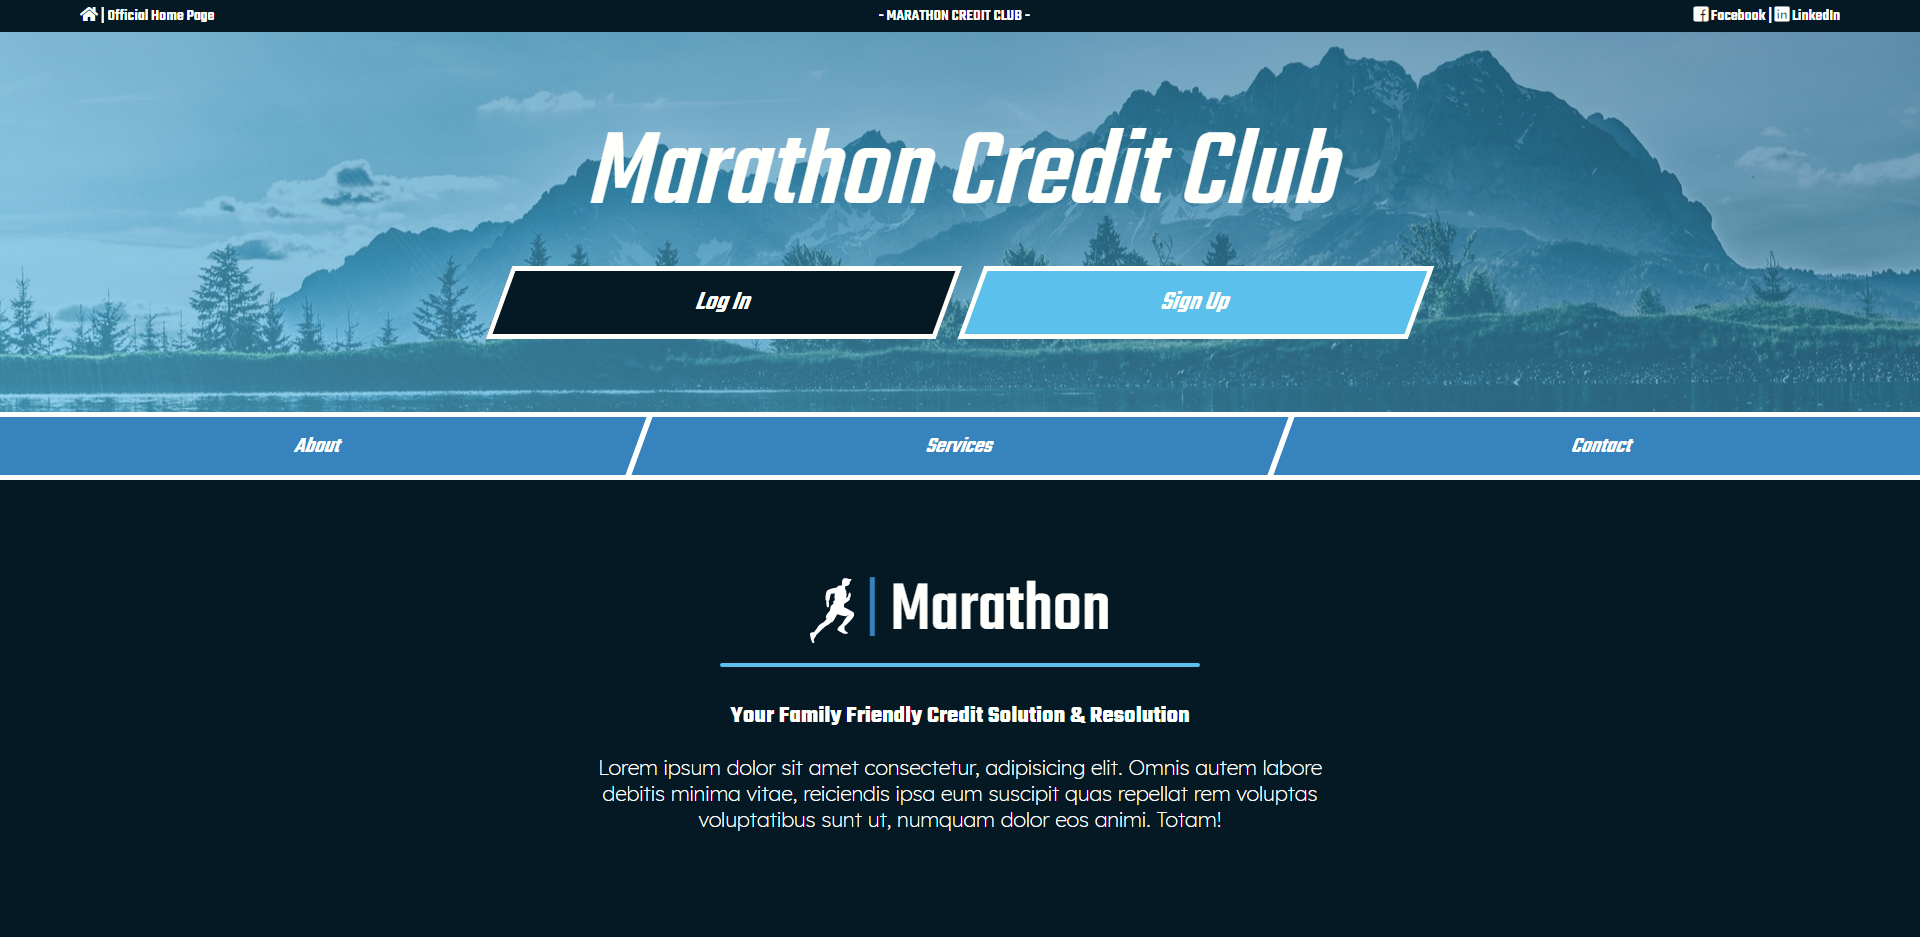 | Official Home Page
- MARATHON CREDIT CLUB -
Facebook | LinkedIn
Marathon Credit Club
Log In
Sign Up
About
Services
Contact
Marathon
Your Family Friendly Credit Solution & Resolution
Lorem ipsum dolor sit amet consectetur, adipisicing elit. Omnis autem labore
debitis minima vitae, reiciendis ipsa eum suscipit quas repellat rem voluptas
voluptatibus sunt ut, numquam dolor eos animi. Totam!